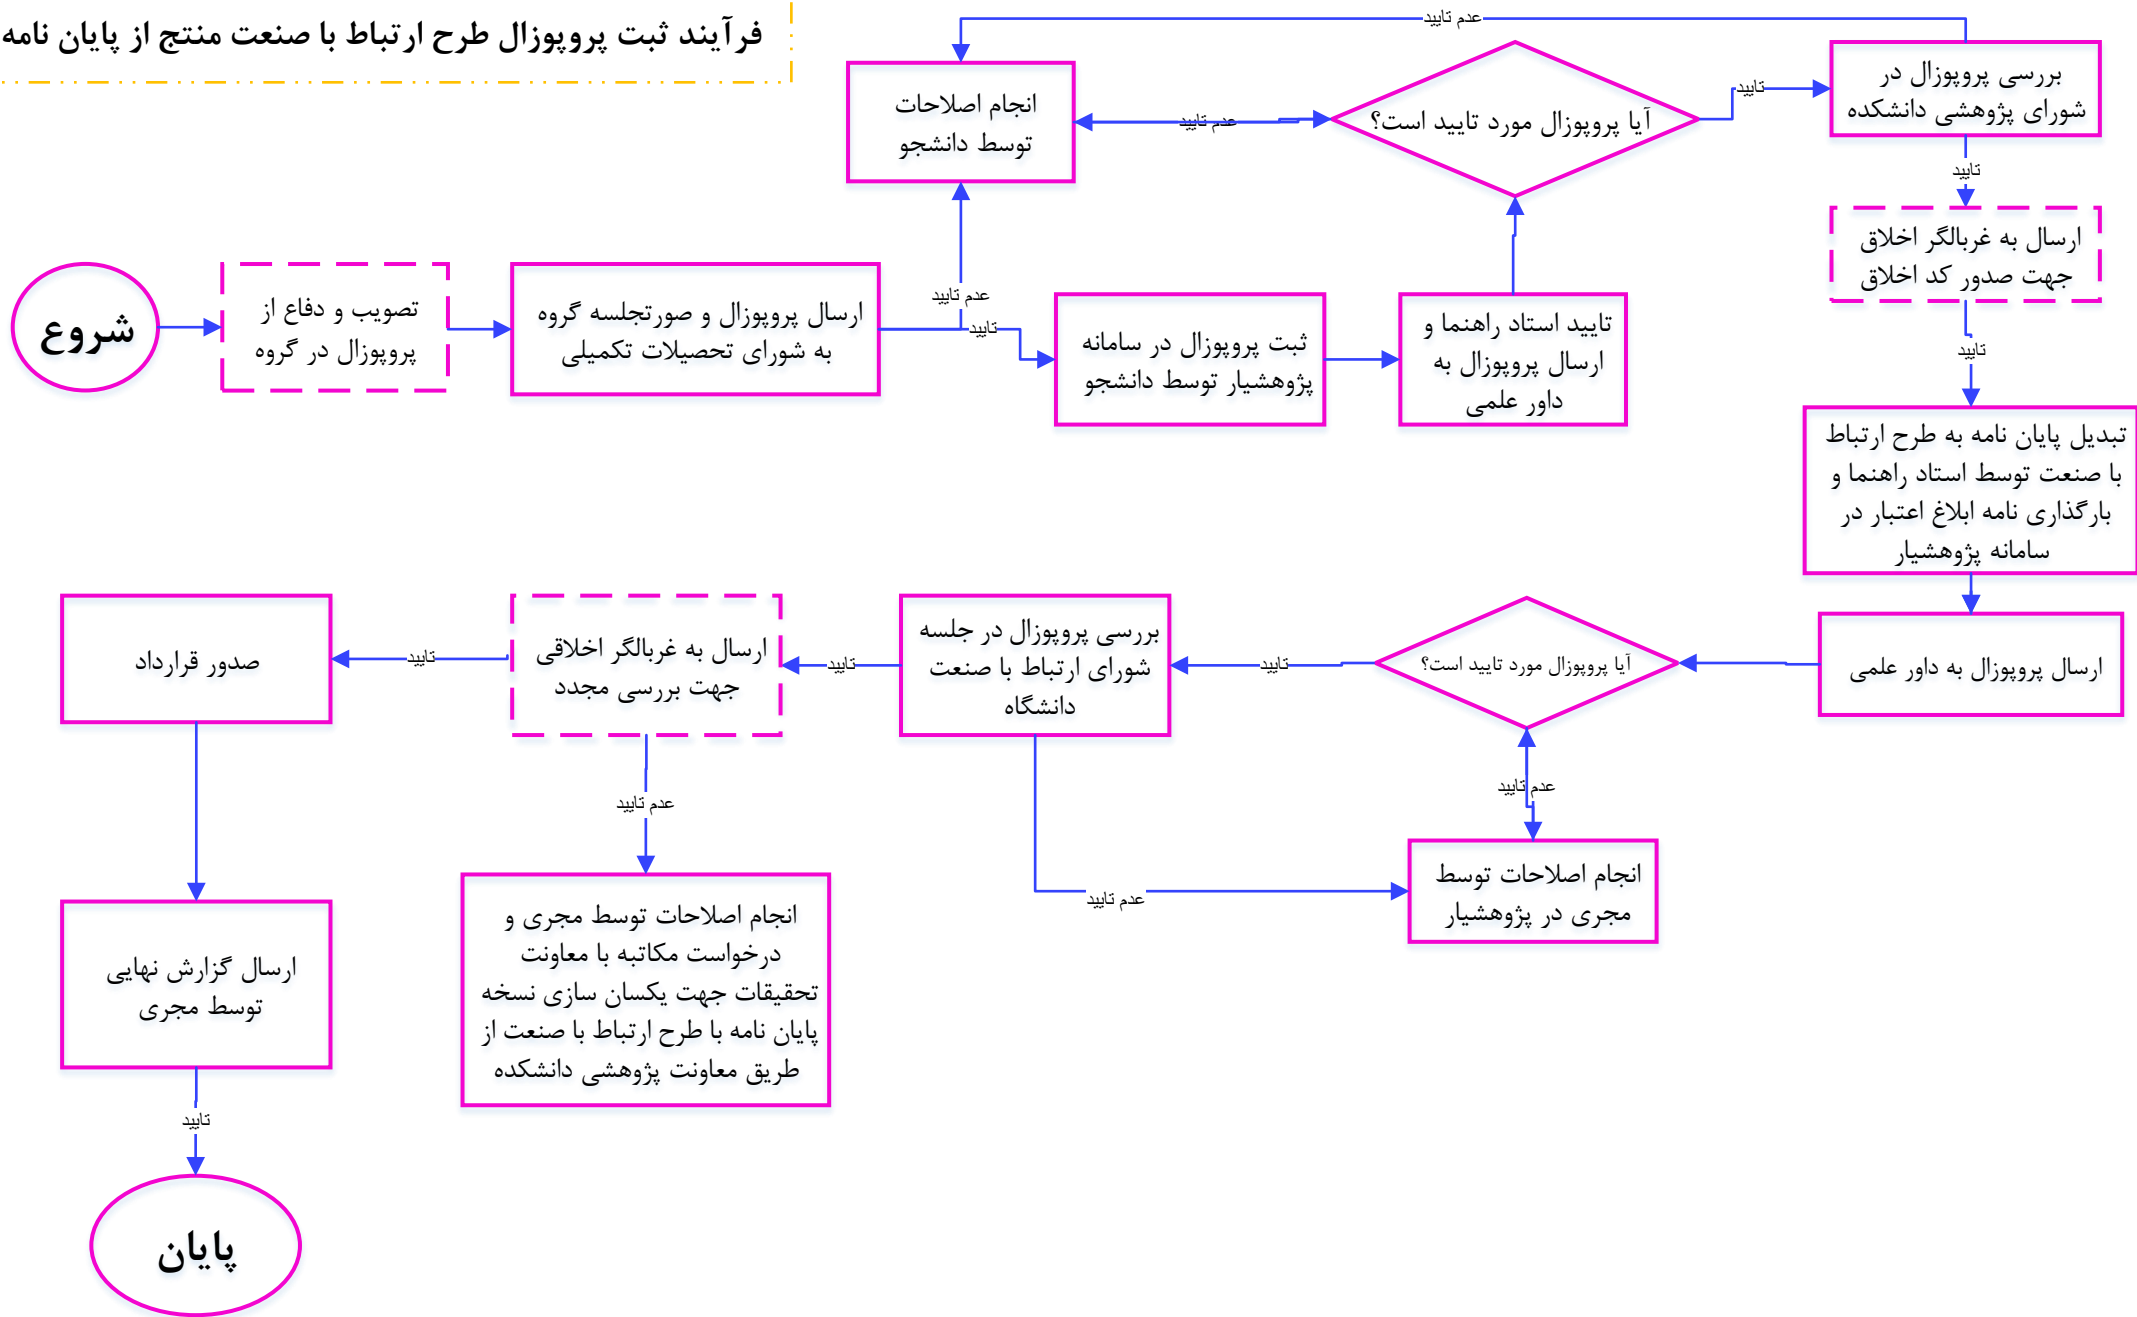 فرآیند ثبت پروپوزال طرح ارتباط با صنعت منتج از پایان نامه
شروع
تصویب و دفاع از
پروپوزال در گروه
ارسال پروپوزال و صورتجلسه گروه
به شورای تحصیلات تکمیلی
عدم تایید
تایید
انجام اصلاحات
توسط دانشجو
ثبت پروپوزال در سامانه
پژوهشیار توسط دانشجو
تایید استاد راهنما و
ارسال پروپوزال به
داور علمی
آیا پروپوزال مورد تایید است؟
عدم تایید
تایید
عدم تایید
بررسی پروپوزال در
شورای پژوهشی دانشکده
تایید
ارسال به غربالگر اخلاق
جهت صدور کد اخلاق
تایید
تبدیل پایان نامه به طرح ارتباط
با صنعت توسط استاد راهنما و
بارگذاری نامه ابلاغ اعتبار در
سامانه پژوهشیار
ارسال پروپوزال به داور علمی
آیا پروپوزال مورد تایید است؟
عدم تایید
انجام اصلاحات توسط
مجری در پژوهشیار
تایید
بررسی پروپوزال در جلسه
شورای ارتباط با صنعت
دانشگاه
عدم تایید
تایید
ارسال به غربالگر اخلاقی
جهت بررسی مجدد
عدم تایید
انجام اصلاحات توسط مجری و
درخواست مکاتبه با معاونت
تحقیقات جهت یکسان سازی نسخه
پایان نامه با طرح ارتباط با صنعت از
طریق معاونت پژوهشی دانشکده
تایید
صدور قرارداد
ارسال گزارش نهایی
توسط مجری
تایید
پایان